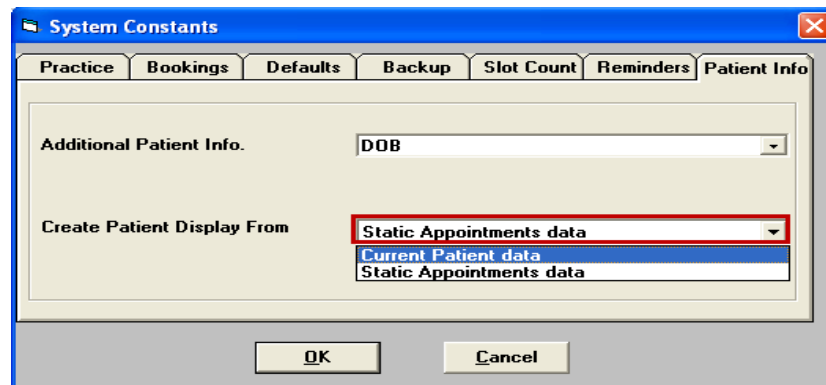 System Constants
Practice Bookings Defaults Backup Slot Count Reminders Patient Info
Additional Patient Info. DOB
Create Patient Display From Static Appointments data
Current Patient data
Static Appointments data
OK Cancel